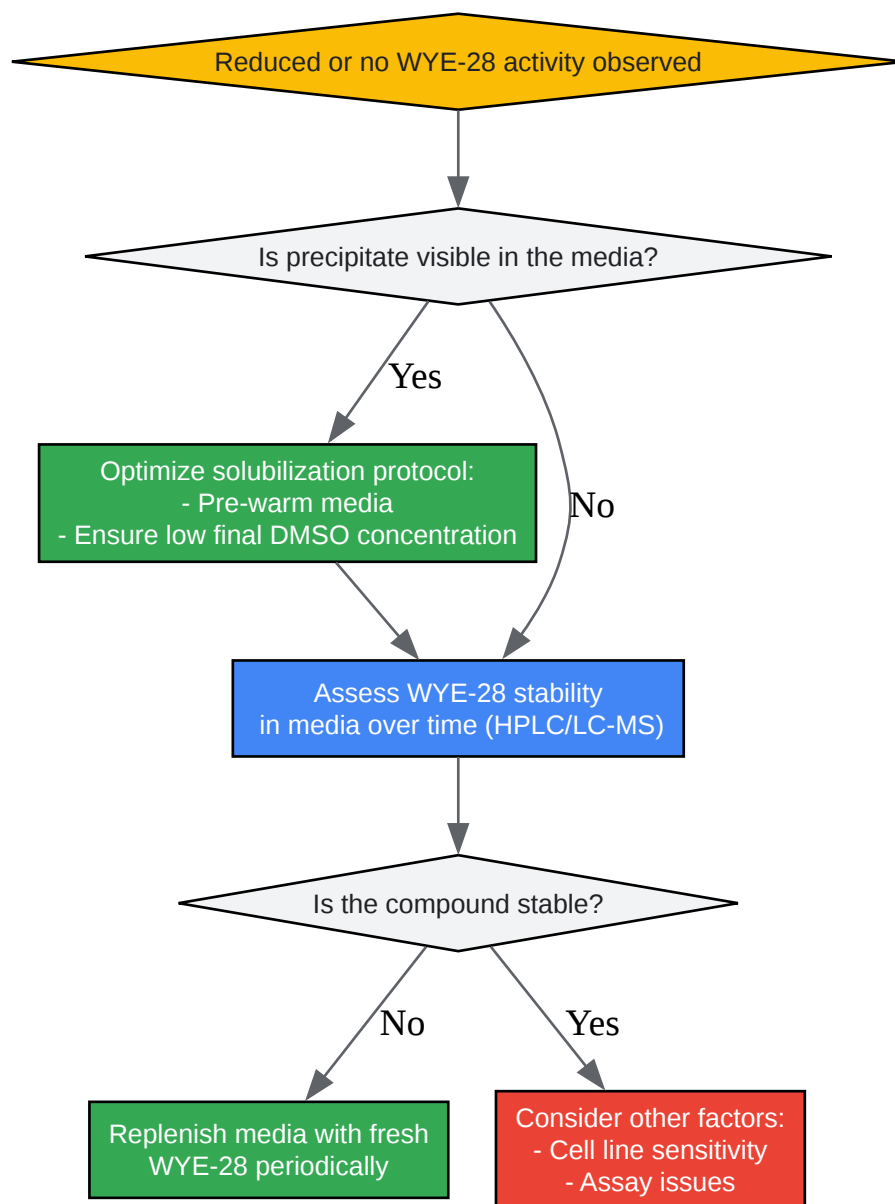 Reduced or no WYE-28 activity observed
Is precipitate visible in the media?
Yes
No
Optimize solubilization protocol:
- Pre-warm media
- Ensure low final DMSO concentration
Assess WYE-28 stability
in media over time (HPLC/LC-MS)
Is the compound stable?
No
Yes
Replenish media with fresh
WYE-28 periodically
Consider other factors:
- Cell line sensitivity
- Assay issues